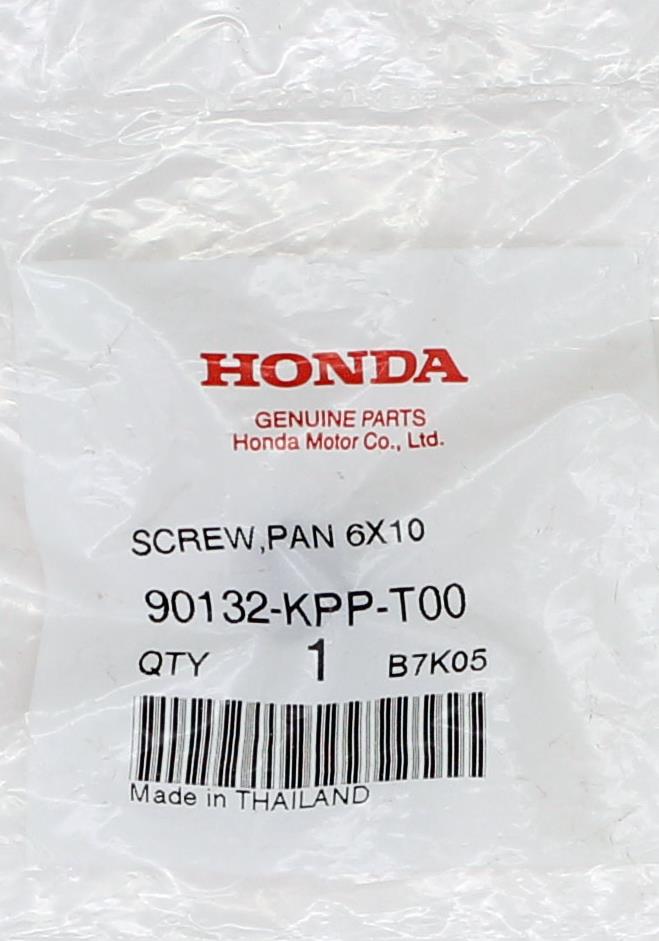 HONDA
GENUINE PARTS
Honda Motor Co., Ltd.
SCREW,PAN 6X10
90132-KPP-T00
QTY 1 B7K05
Made in THAILAND